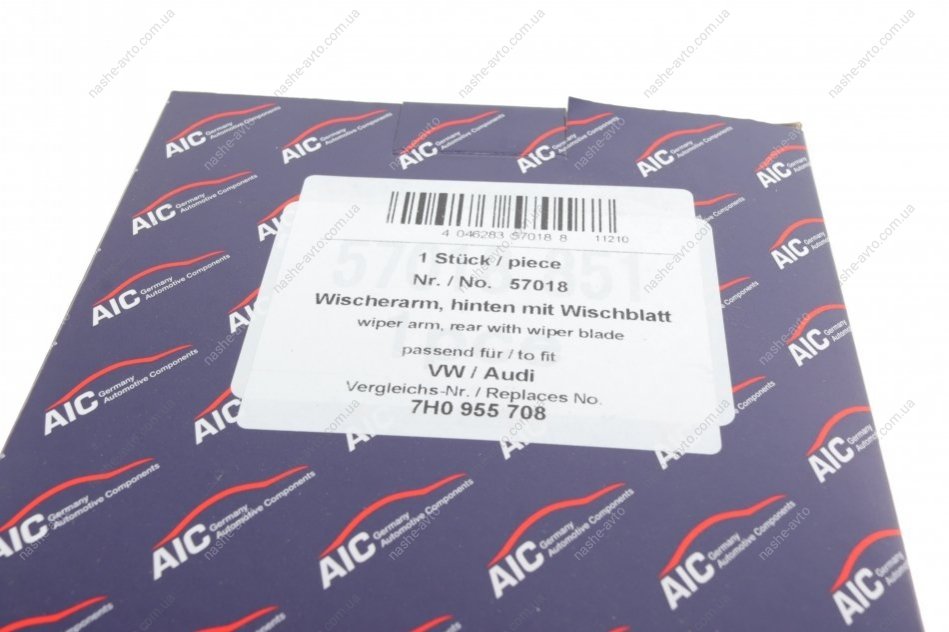 4 046283 57018 8 11210
1 Stück / piece
Nr. / No. 57018
Wischerarm, hinten mit Wischblatt
wiper arm, rear with wiper blade
passend für / to fit
VW / Audi
Vergleichs-Nr. / Replaces No.
7H0 955 708
AIC Germany
Automotive Components
nashe-avto.com.ua